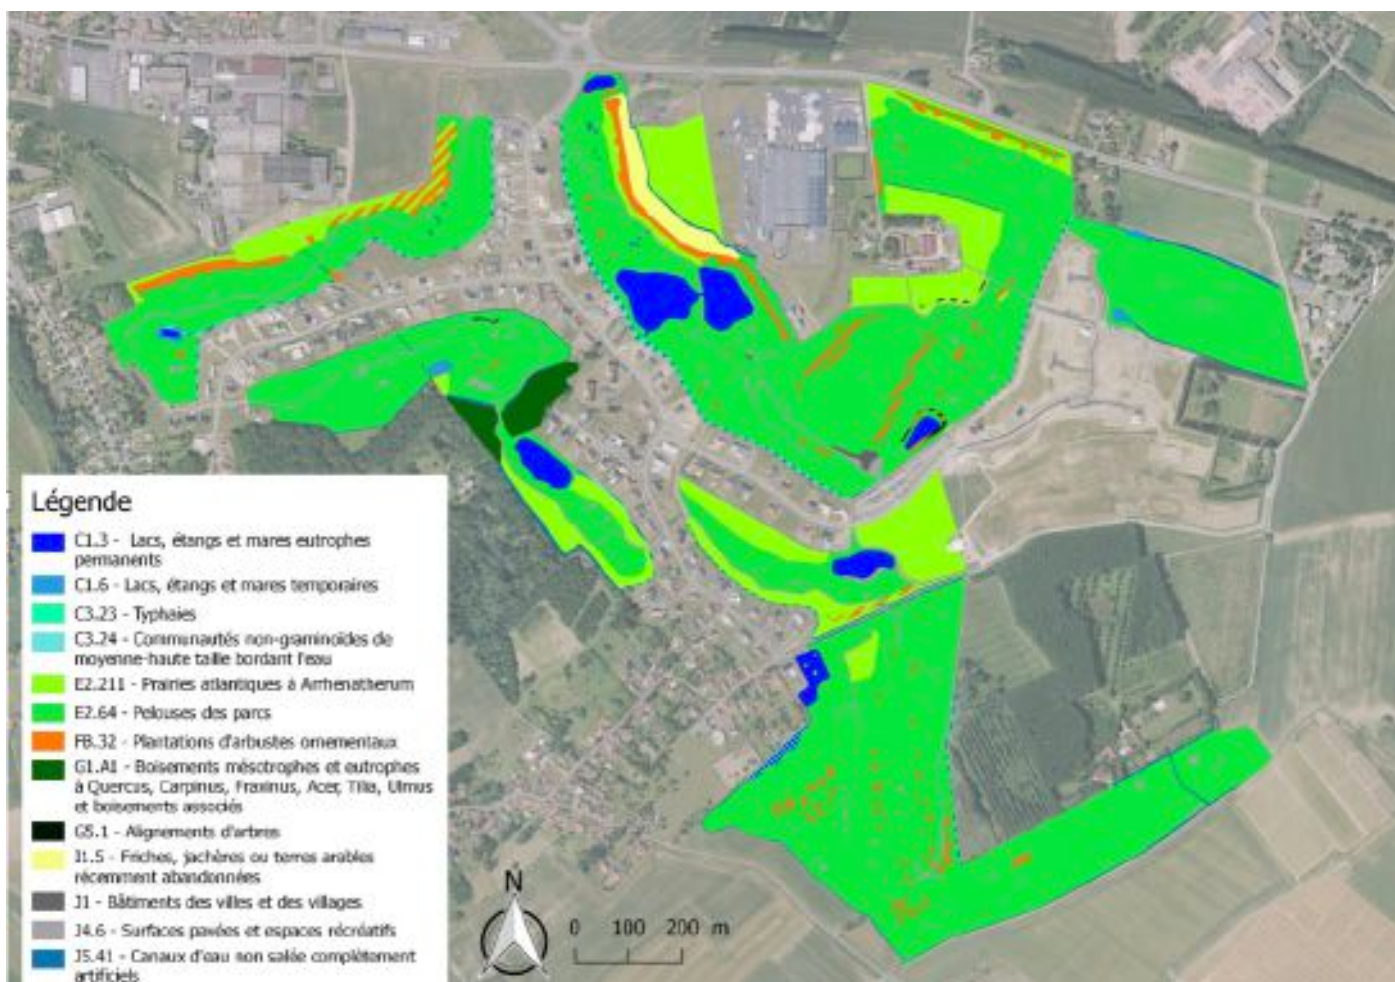 Légende
C1.3 - Lacs, étangs et mares eutrophes
permanents
C1.6 - Lacs, étangs et mares temporaires
C3.23 - Typhaies
C3.24 - Communautés non-graminoïdes de
moyenne-haute taille bordant l'eau
E2.211 - Prairies atlantiques à Arrhenatherum
E2.64 - Pelouses des parcs
FB.32 - Plantations d'arbustes ornementaux
G1.A1 - Boisements mésotrophes et eutrophes
à Quercus, Carpinus, Fraxinus, Acer, Tilia, Ulmus
et boisements associés
G5.1 - Alignements d'arbres
I1.5 - Friches, jachères ou terres arables
récemment abandonnées
J1 - Bâtiments des villes et des villages
J4.6 - Surfaces pavées et espaces récréatifs
J5.41 - Canaux d'eau non salée complètement
artificiels
N
0 100 200 m